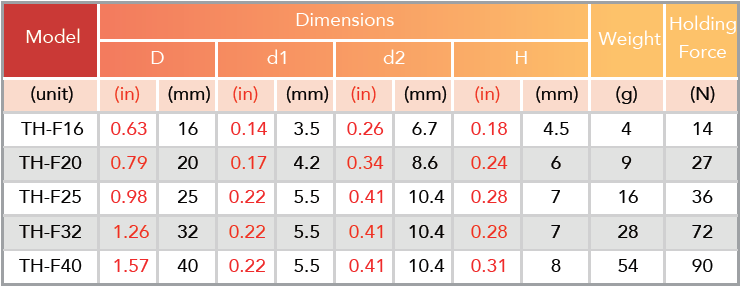 Model Dimensions Weight Holding Force
D d1 d2 H
(unit) (in) (mm) (in) (mm) (in) (mm) (in) (mm) (g) (N)
TH-F16 0.63 16 0.14 3.5 0.26 6.7 0.18 4.5 4 14
TH-F20 0.79 20 0.17 4.2 0.34 8.6 0.24 6 9 27
TH-F25 0.98 25 0.22 5.5 0.41 10.4 0.28 7 16 36
TH-F32 1.26 32 0.22 5.5 0.41 10.4 0.28 7 28 72
TH-F40 1.57 40 0.22 5.5 0.41 10.4 0.31 8 54 90